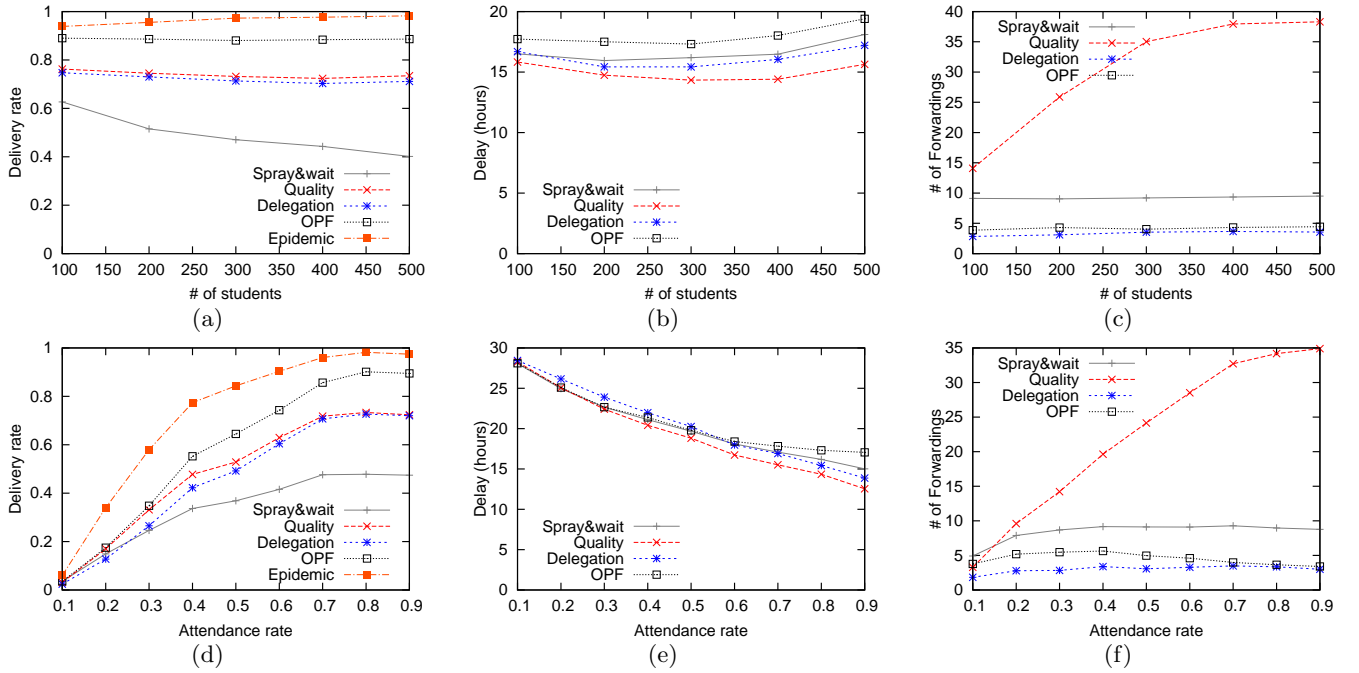 Delivery rate
1
0.8
0.6
0.4
0.2
0
Spray&wait
Quality
Delegation
OPF
Epidemic
100 150 200 250 300 350 400 450 500
# of students
(a)
Delay (hours)
20
15
10
5
0
Spray&wait
Quality
Delegation
OPF
100 150 200 250 300 350 400 450 500
# of students
(b)
# of Forwardings
40
35
30
25
20
15
10
5
0
Spray&wait
Quality
Delegation
OPF
100 150 200 250 300 350 400 450 500
# of students
(c)
Delivery rate
1
0.8
0.6
0.4
0.2
0
Spray&wait
Quality
Delegation
OPF
Epidemic
0.1 0.2 0.3 0.4 0.5 0.6 0.7 0.8 0.9
Attendance rate
(d)
Delay (hours)
30
25
20
15
10
5
0
Spray&wait
Quality
Delegation
OPF
0.1 0.2 0.3 0.4 0.5 0.6 0.7 0.8 0.9
Attendance rate
(e)
# of Forwardings
35
30
25
20
15
10
5
0
Spray&wait
Quality
Delegation
OPF
0.1 0.2 0.3 0.4 0.5 0.6 0.7 0.8 0.9
Attendance rate
(f)